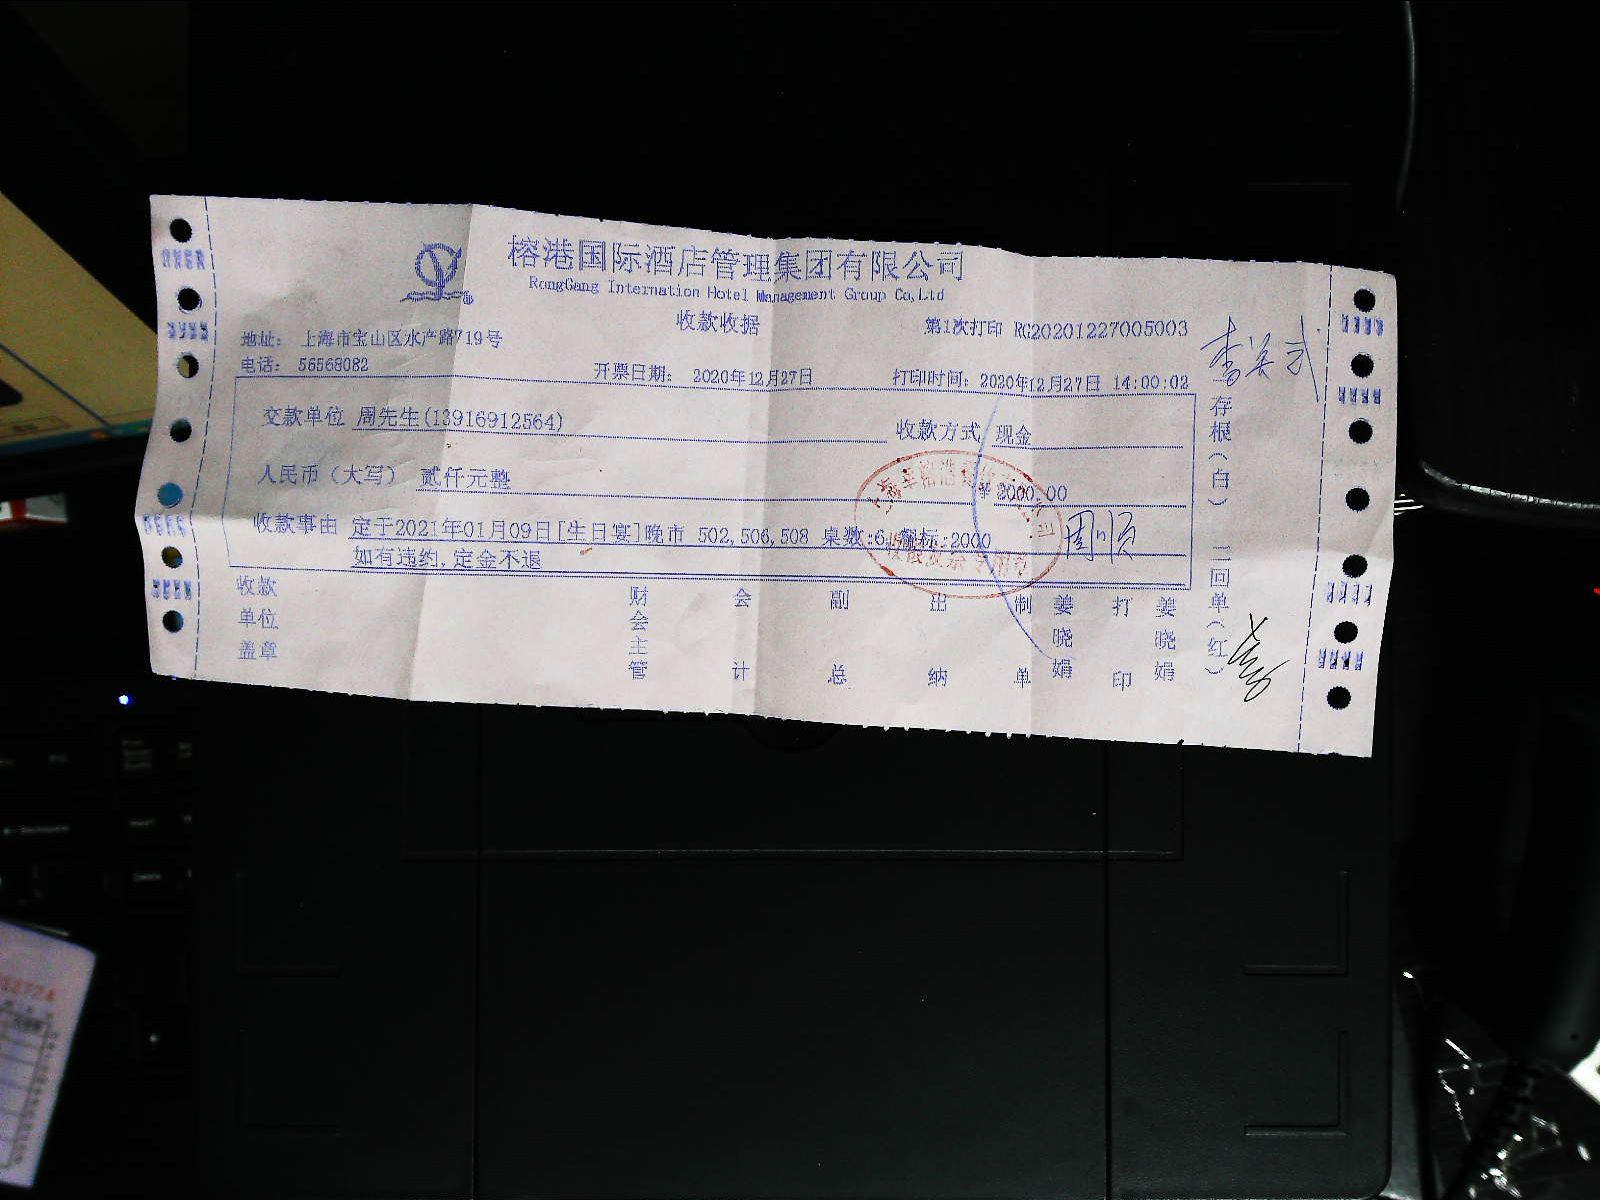 榕港国际酒店管理集团有限公司
RongGang Internation Hotel Management Group Co,Ltd
收款收据
第1次打印 RC20201227005003
地址： 上海市宝山区水产路719号
电话： 56568082
开票日期： 2020年12月27日
打印时间：2020年12月27日 14:00:02
交款单位 周先生(13916912564)
收款方式 现金
人民币（大写） 贰仟元整
¥ 2000.00
收款事由 定于2021年01月09日[生日宴]晚市 502,506,508 桌数:6 餐标:2000
如有违约,定金不退
周顺
收款单位盖章
财会主管
会计
副总
出纳
制单
姜晓娟
打印
姜晓娟
存根（白） 二回单（红）